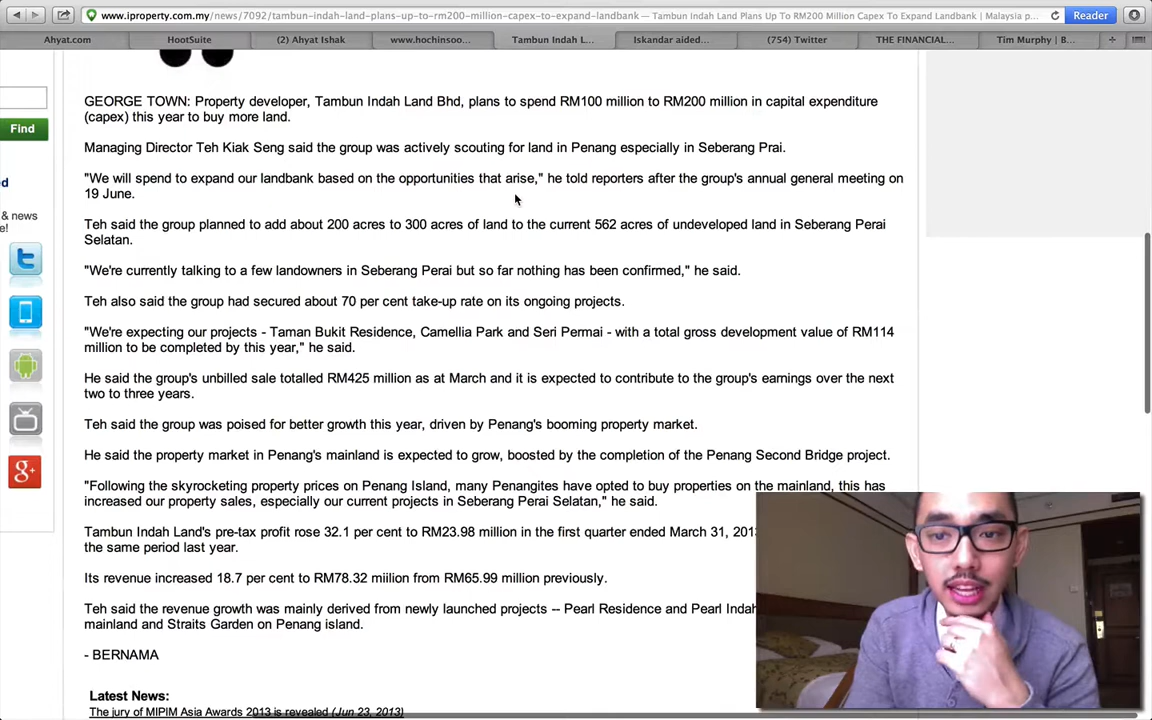 www.iproperty.com.my/news/7092/tambun-indah-land-plans-up-to-rm200-million-capex-to-expand-landbank — Tambun Indah Land Plans Up To RM200 Million Capex To Expand Landbank | Malaysia p... Reader
Ahyat.com HootSuite (2) Ahyat Ishak www.hochinsoo... Tambun Indah L... Iskandar aided... (754) Twitter THE FINANCIAL... Tim Murphy | B...
GEORGE TOWN: Property developer, Tambun Indah Land Bhd, plans to spend RM100 million to RM200 million in capital expenditure
(capex) this year to buy more land.
Find
Managing Director Teh Kiak Seng said the group was actively scouting for land in Penang especially in Seberang Prai.
d
"We will spend to expand our landbank based on the opportunities that arise," he told reporters after the group's annual general meeting on
19 June.
s & news
e!
Teh said the group planned to add about 200 acres to 300 acres of land to the current 562 acres of undeveloped land in Seberang Perai
Selatan.
"We're currently talking to a few landowners in Seberang Perai but so far nothing has been confirmed," he said.
Teh also said the group had secured about 70 per cent take-up rate on its ongoing projects.
"We're expecting our projects - Taman Bukit Residence, Camellia Park and Seri Permai - with a total gross development value of RM114
million to be completed by this year," he said.
He said the group's unbilled sale totalled RM425 million as at March and it is expected to contribute to the group's earnings over the next
two to three years.
Teh said the group was poised for better growth this year, driven by Penang's booming property market.
He said the property market in Penang's mainland is expected to grow, boosted by the completion of the Penang Second Bridge project.
g+
"Following the skyrocketing property prices on Penang Island, many Penangites have opted to buy properties on the mainland, this has
increased our property sales, especially our current projects in Seberang Perai Selatan," he said.
Tambun Indah Land's pre-tax profit rose 32.1 per cent to RM23.98 million in the first quarter ended March 31, 201
the same period last year.
Its revenue increased 18.7 per cent to RM78.32 miilion from RM65.99 million previously.
Teh said the revenue growth was mainly derived from newly launched projects -- Pearl Residence and Pearl Indah
mainland and Straits Garden on Penang island.
- BERNAMA
Latest News:
The jury of MIPIM Asia Awards 2013 is revealed (Jun 23, 2013)